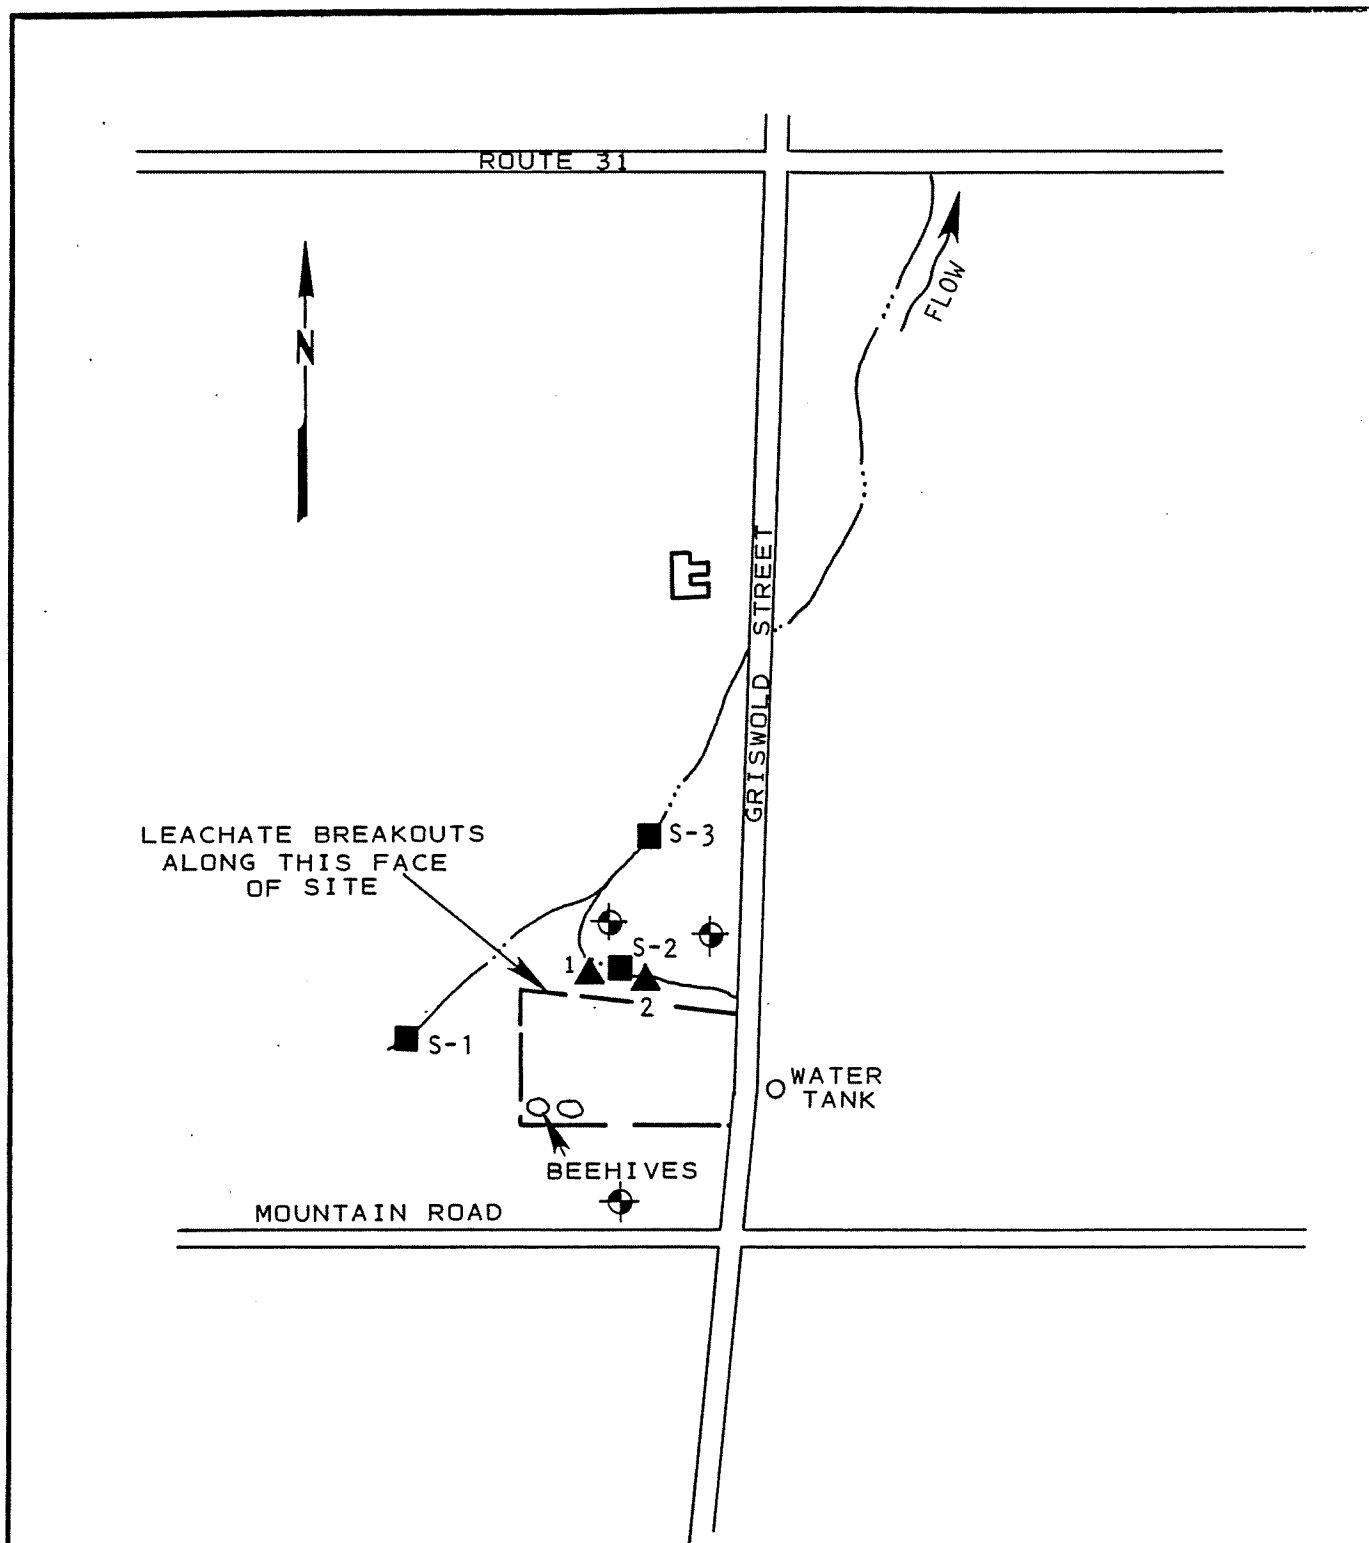 ROUTE 31
N
FLOW
GRISWOLD STREET
LEACHATE BREAKOUTS
ALONG THIS FACE
OF SITE
S-3
S-2
1
2
S-1
WATER
TANK
BEEHIVES
MOUNTAIN ROAD